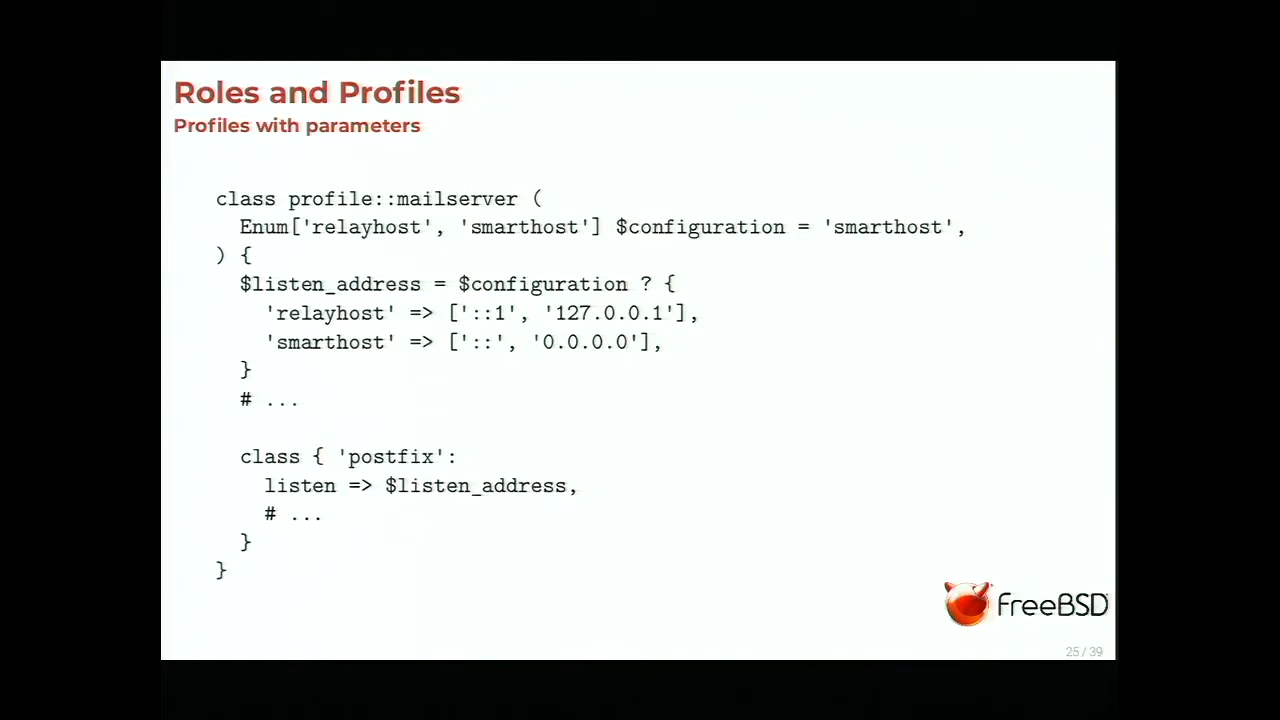 Roles and Profiles
Profiles with parameters
class profile::mailserver (
  Enum['relayhost', 'smarthost'] $configuration = 'smarthost',
) {
  $listen_address = $configuration ? {
    'relayhost' => ['::1', '127.0.0.1'],
    'smarthost' => ['::', '0.0.0.0'],
  }
  # ...
  class { 'postfix':
    listen => $listen_address,
    # ...
  }
}
FreeBSD
25 / 39